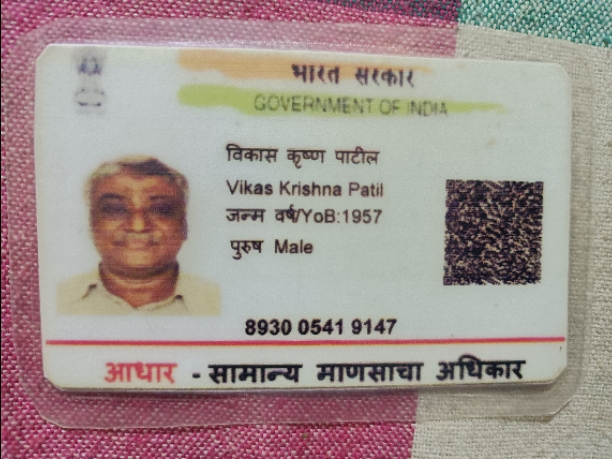 भारत सरकार
GOVERNMENT OF INDIA
विकास कृष्ण पाटील
Vikas Krishna Patil
जन्म वर्ष/YoB:1957
पुरुष Male
8930 0541 9147
आधार - सामान्य माणसाचा अधिकार